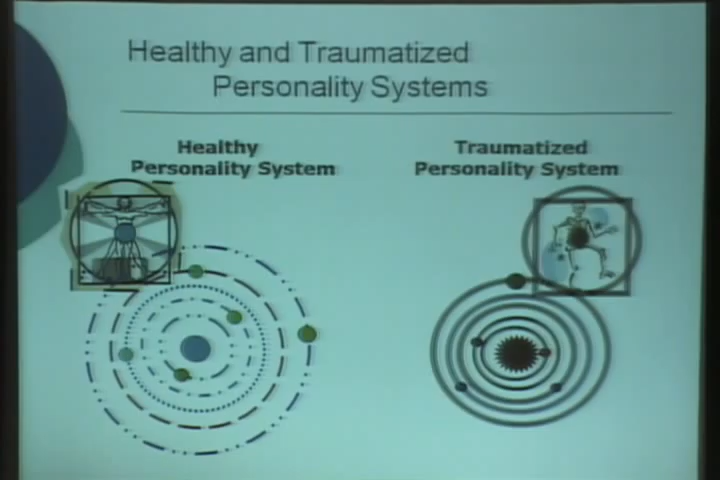 Healthy and Traumatized
Personality Systems
Healthy
Personality System
Traumatized
Personality System